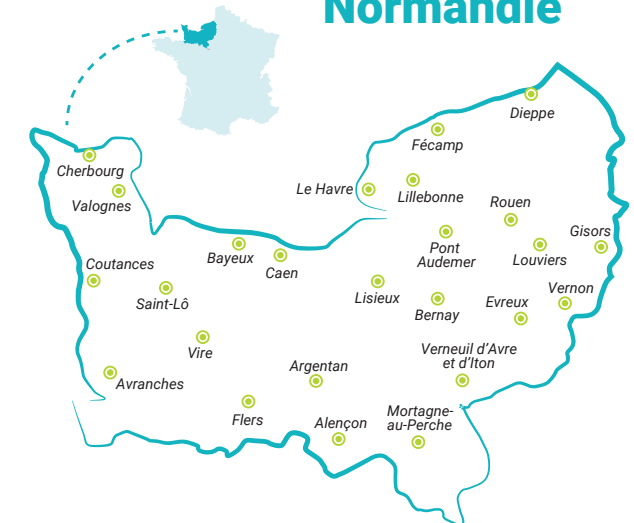 Normandie
Dieppe
Fécamp
Cherbourg
Le Havre
Lillebonne
Valognes
Rouen
Gisors
Pont
Audemer
Louviers
Bayeux
Caen
Coutances
Saint-Lô
Lisieux
Bernay
Evreux
Vernon
Vire
Verneuil d’Avre
et d’Iton
Argentan
Avranches
Flers
Alençon
Mortagne-
au-Perche